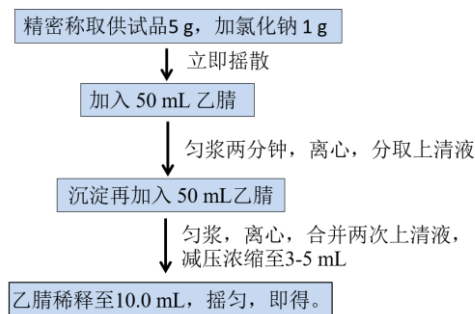 精密称取供试品5 g，加氯化钠 1 g
立即摇散
加入 50 mL 乙腈
匀浆两分钟，离心，分取上清液
沉淀再加入 50 mL乙腈
匀浆，离心，合并两次上清液，
减压浓缩至3-5 mL
乙腈稀释至10.0 mL，摇匀，即得。